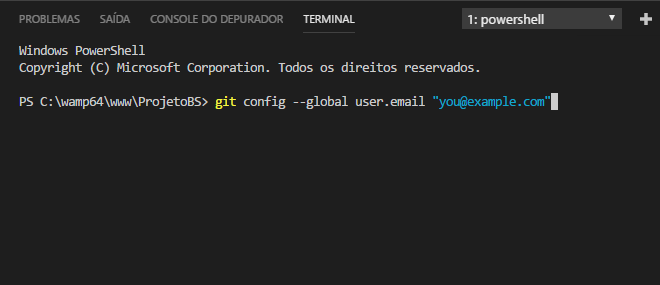 PROBLEMAS SAÍDA CONSOLE DO DEPURADOR TERMINAL 1: powershell
Windows PowerShell
Copyright (C) Microsoft Corporation. Todos os direitos reservados.
PS C:\wamp64\www\ProjetoBS> git config --global user.email "you@example.com"